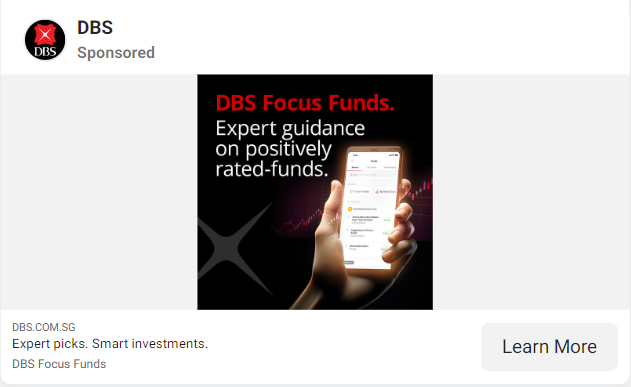 DBS
Sponsored
DBS
DBS Focus Funds.
Expert guidance
on positively
rated-funds.
DBS.COM.SG
Expert picks. Smart investments.
DBS Focus Funds
Learn More